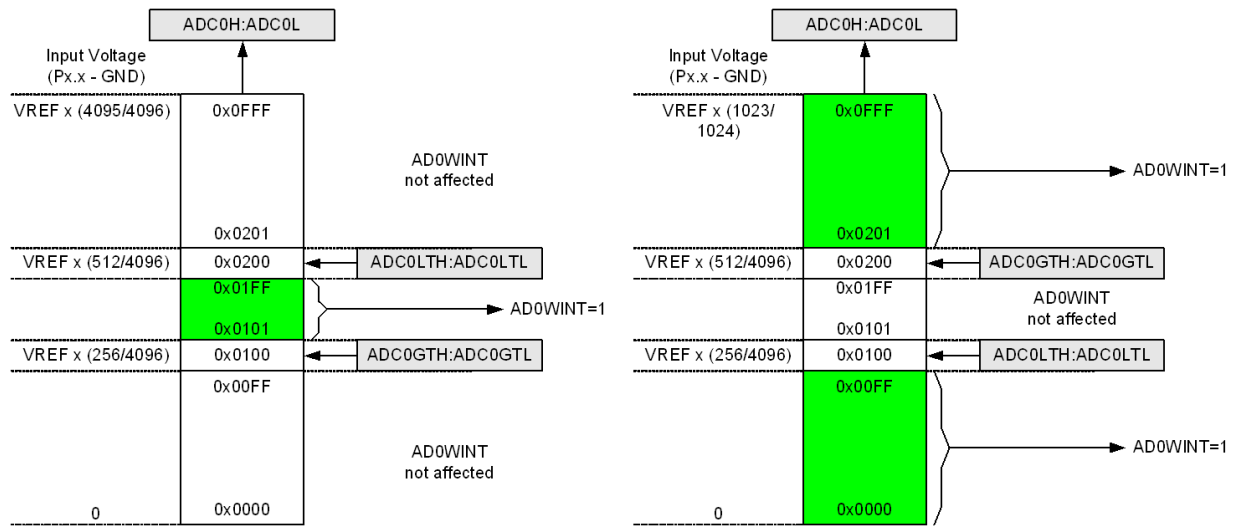 ADC0H:ADC0L
Input Voltage
(Px.x - GND)
VREF x (4095/4096)
0x0FFF
AD0WINT
not affected
0x0201
VREF x (512/4096)
0x0200
ADC0LTH:ADC0LTL
0x01FF
AD0WINT=1
0x0101
VREF x (256/4096)
0x0100
ADC0GTH:ADC0GTL
0x00FF
AD0WINT
not affected
0
0x0000
ADC0H:ADC0L
Input Voltage
(Px.x - GND)
VREF x (1023/
1024)
0x0FFF
AD0WINT=1
0x0201
VREF x (512/4096)
0x0200
ADC0GTH:ADC0GTL
0x01FF
AD0WINT
not affected
0x0101
VREF x (256/4096)
0x0100
ADC0LTH:ADC0LTL
0x00FF
AD0WINT=1
0
0x0000